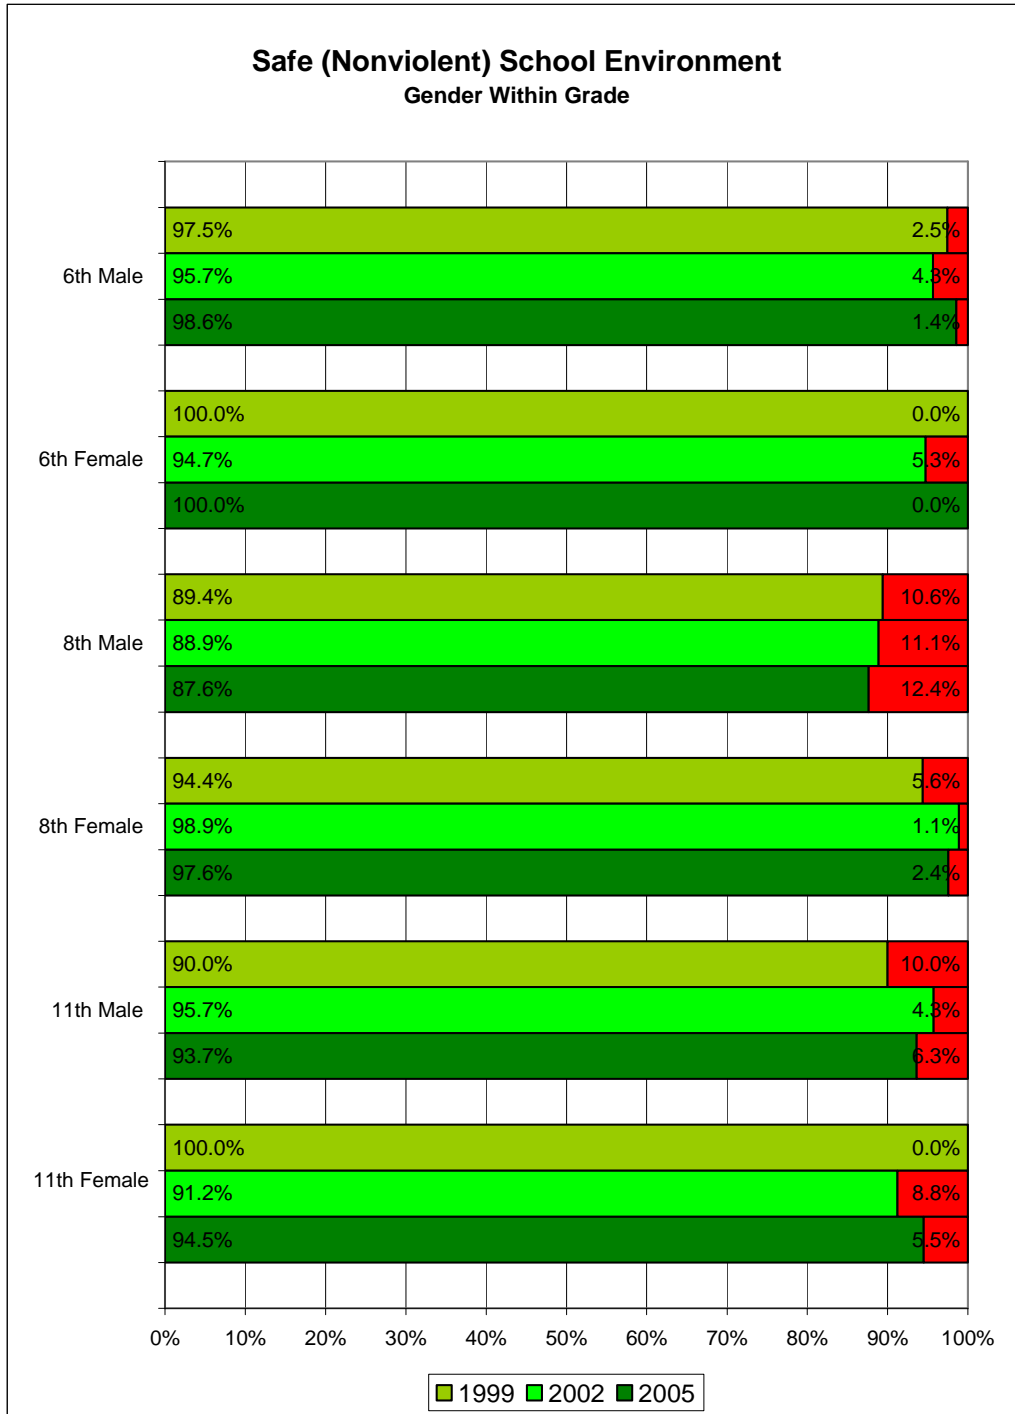 Safe (Nonviolent) School Environment
Gender Within Grade
97.5% 2.5%
6th Male 95.7% 4.3%
98.6% 1.4%
100.0% 0.0%
6th Female 94.7% 5.3%
100.0% 0.0%
89.4% 10.6%
8th Male 88.9% 11.1%
87.6% 12.4%
94.4% 5.6%
8th Female 98.9% 1.1%
97.6% 2.4%
90.0% 10.0%
11th Male 95.7% 4.3%
93.7% 6.3%
100.0% 0.0%
11th Female 91.2% 8.8%
94.5% 5.5%
0% 10% 20% 30% 40% 50% 60% 70% 80% 90% 100%
1999 2002 2005